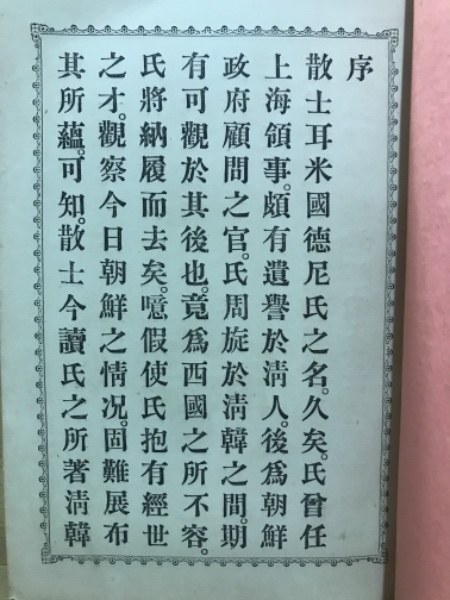 序
散士耳米國德尼氏之名。久矣。氏曾任
上海領事。頗有遺譽於淸人。後爲朝鮮
政府顧問之官。氏周旋於淸韓之間。期
有可觀於其後也。竟爲西國之所不容。
氏將納履而去矣。噫假使氏抱有經世
之才。觀察今日朝鮮之情况。固難展布
其所蘊。可知。散士今讀氏之所著淸韓